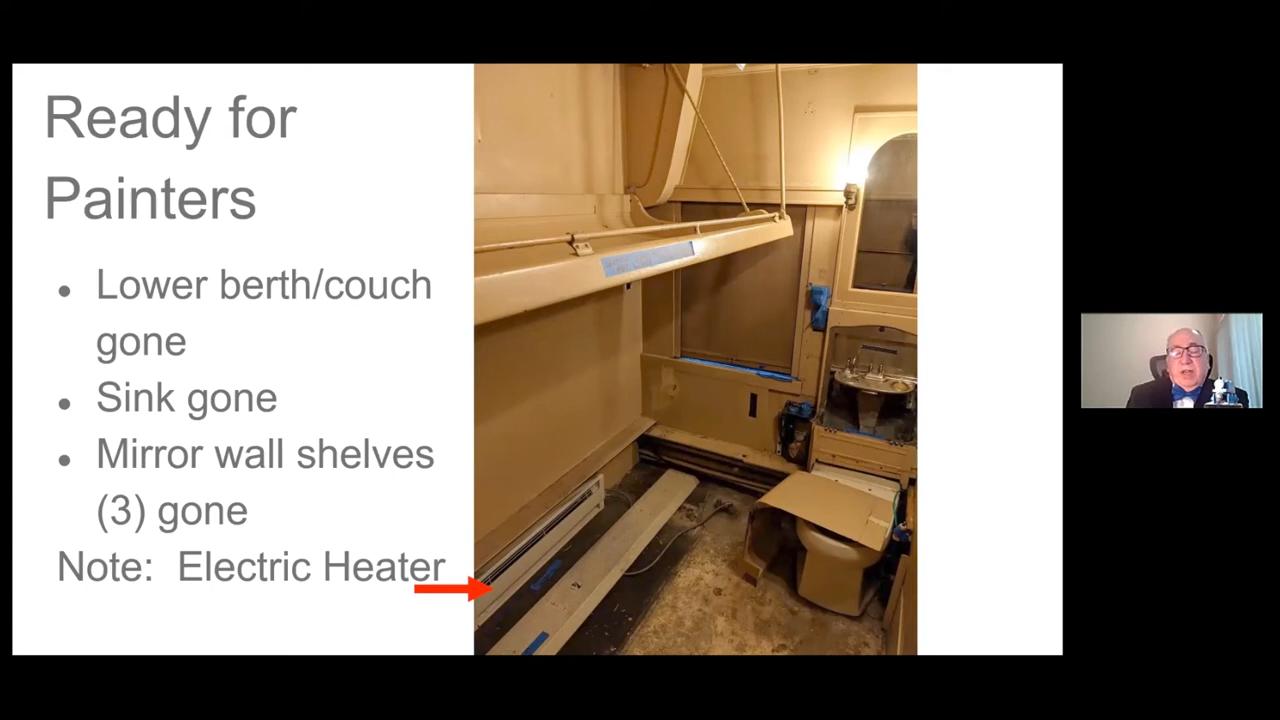 Ready for
Painters
● Lower berth/couch
gone
● Sink gone
● Mirror wall shelves
(3) gone
Note: Electric Heater